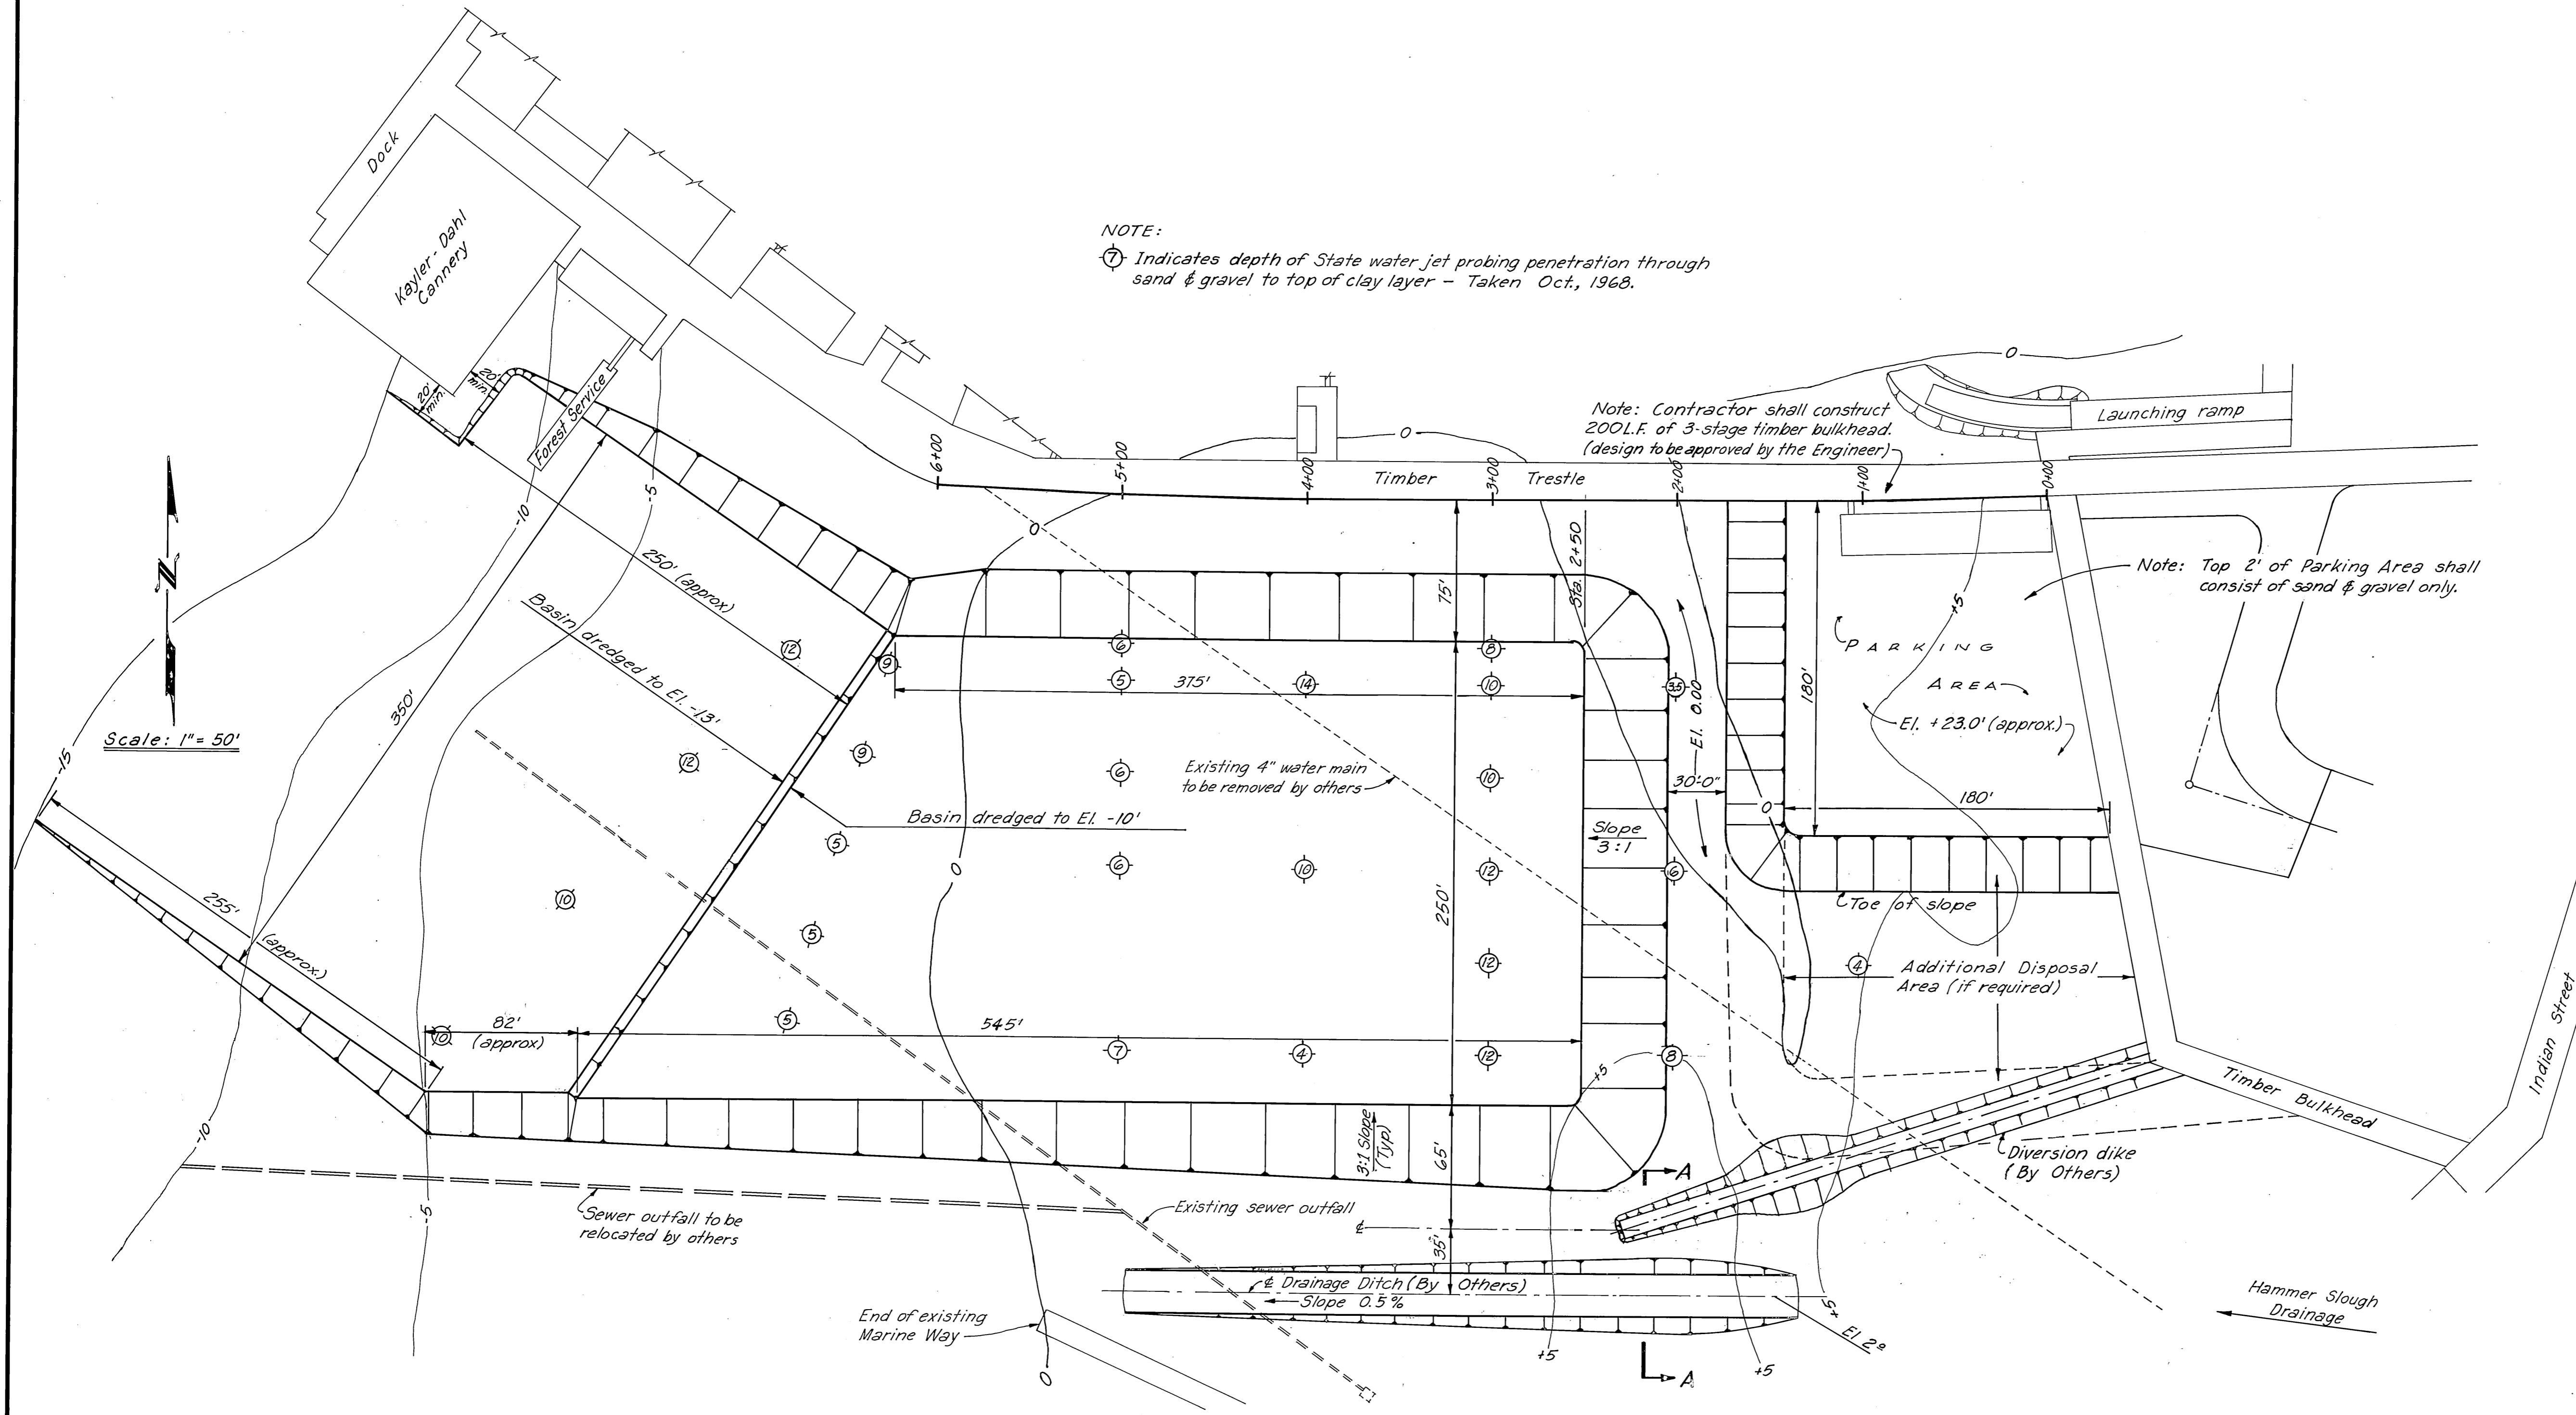 Dock
Kayler-Dahl
Cannery
20'
min.
20'
min.
Forest Service
NOTE:
7 Indicates depth of State water jet probing penetration through
sand & gravel to top of clay layer – Taken Oct., 1968.
0
0
Note: Contractor shall construct
200 L.F. of 3-stage timber bulkhead.
(design to be approved by the Engineer)
Launching ramp
6+00
5+00
4+00
3+00
2+00
1+00
0+00
Timber Trestle
N
Scale: 1" = 50'
-15
-10
-5
0
250' (approx)
Basin dredged to El. -13'
350'
75'
Sta. 2+50
Note: Top 2' of Parking Area shall
consist of sand & gravel only.
+5
PARKING
AREA
El. +23.0' (approx.)
180'
12
9
6
8
5
375'
14
10
35
El. 0.00
12
9
6
Existing 4" water main
to be removed by others
10
30'-0"
0
180'
Basin dredged to El. -10'
5
Slope
3:1
0
6
10
12
6
10
250'
Toe of slope
255'
(approx.)
5
12
4
Additional Disposal
Area (if required)
10
82'
(approx)
5
545'
7
4
12
8
+5
Indian Street
Timber Bulkhead
-10
-5
3:1 Slope
(Typ)
65'
A
Diversion dike
(By Others)
Sewer outfall to be
relocated by others
Existing sewer outfall
℄
35'
℄ Drainage Ditch (By Others)
Slope 0.5%
End of existing
Marine Way
0
+5
+5
+5
El 2º
A
Hammer Slough
Drainage